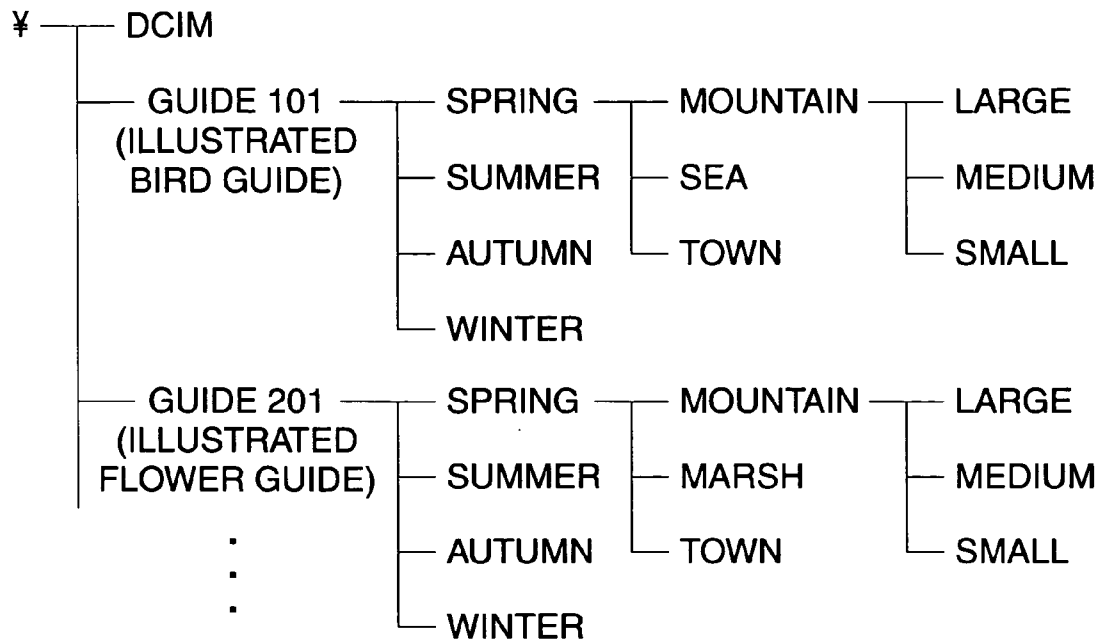 ¥ DCIM
GUIDE 101 SPRING MOUNTAIN LARGE
(ILLUSTRATED
BIRD GUIDE) SUMMER SEA MEDIUM
AUTUMN TOWN SMALL
WINTER
GUIDE 201 SPRING MOUNTAIN LARGE
(ILLUSTRATED
FLOWER GUIDE) SUMMER MARSH MEDIUM
AUTUMN TOWN SMALL
WINTER